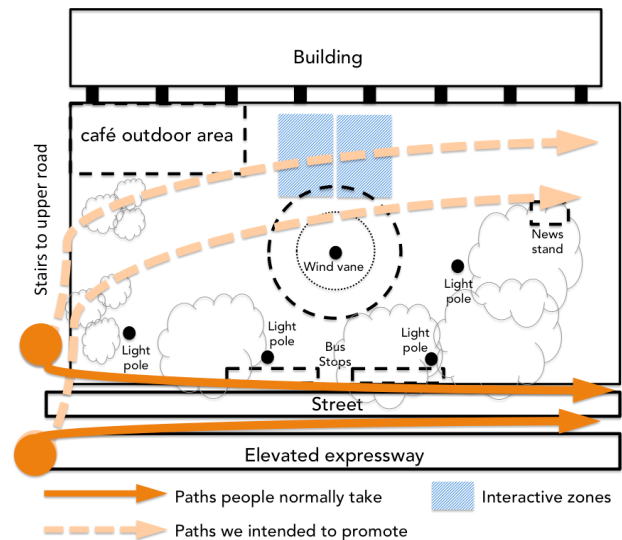 Building
café outdoor area
Stairs to upper road
News
stand
Wind vane
Light
pole
Light
pole
Light
pole
Light
pole
Bus
Stops
Street
Elevated expressway
Paths people normally take
Interactive zones
Paths we intended to promote